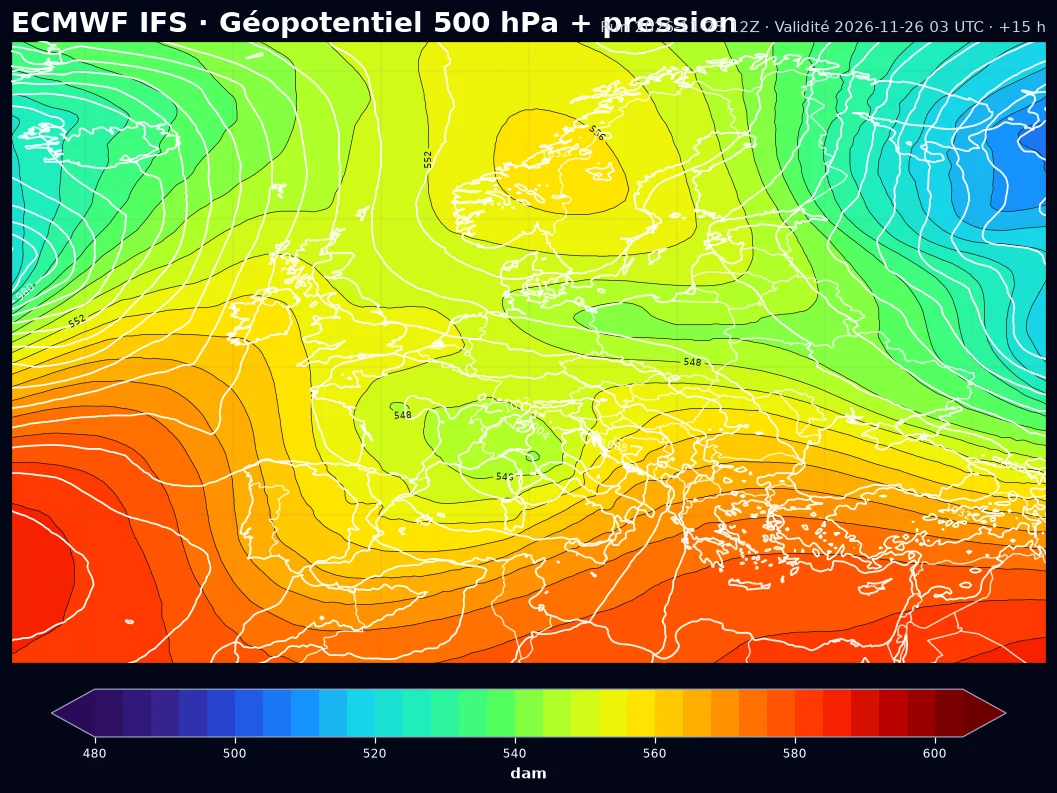 ECMWF IFS · Géopotentiel 500 hPa + pression
12Z · Validité 2026-11-26 03 UTC · +15 h
556
552
552
548
548
480 500 520 540 560 580 600
dam